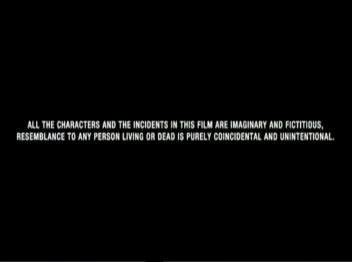 ALL THE CHARACTERS AND THE INCIDENTS IN THIS FILM ARE IMAGINARY AND FICTITIOUS,
RESEMBLANCE TO ANY PERSON LIVING OR DEAD IS PURELY COINCIDENTAL AND UNINTENTIONAL.